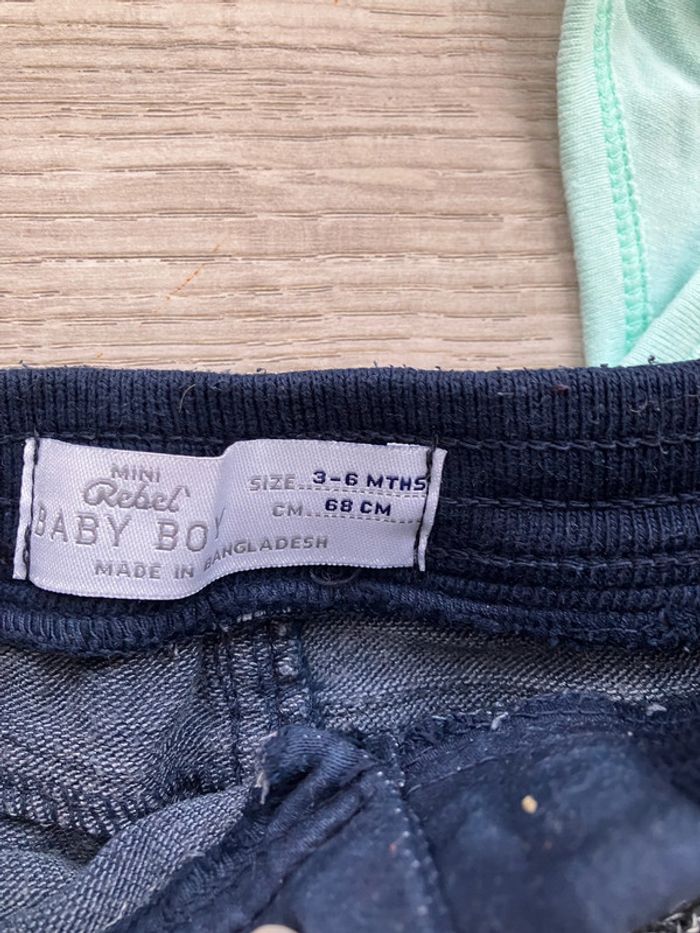 MINI
Rebel
BABY BOY
MADE IN BANGLADESH
SIZE...3-6 MTHS
CM...68 CM